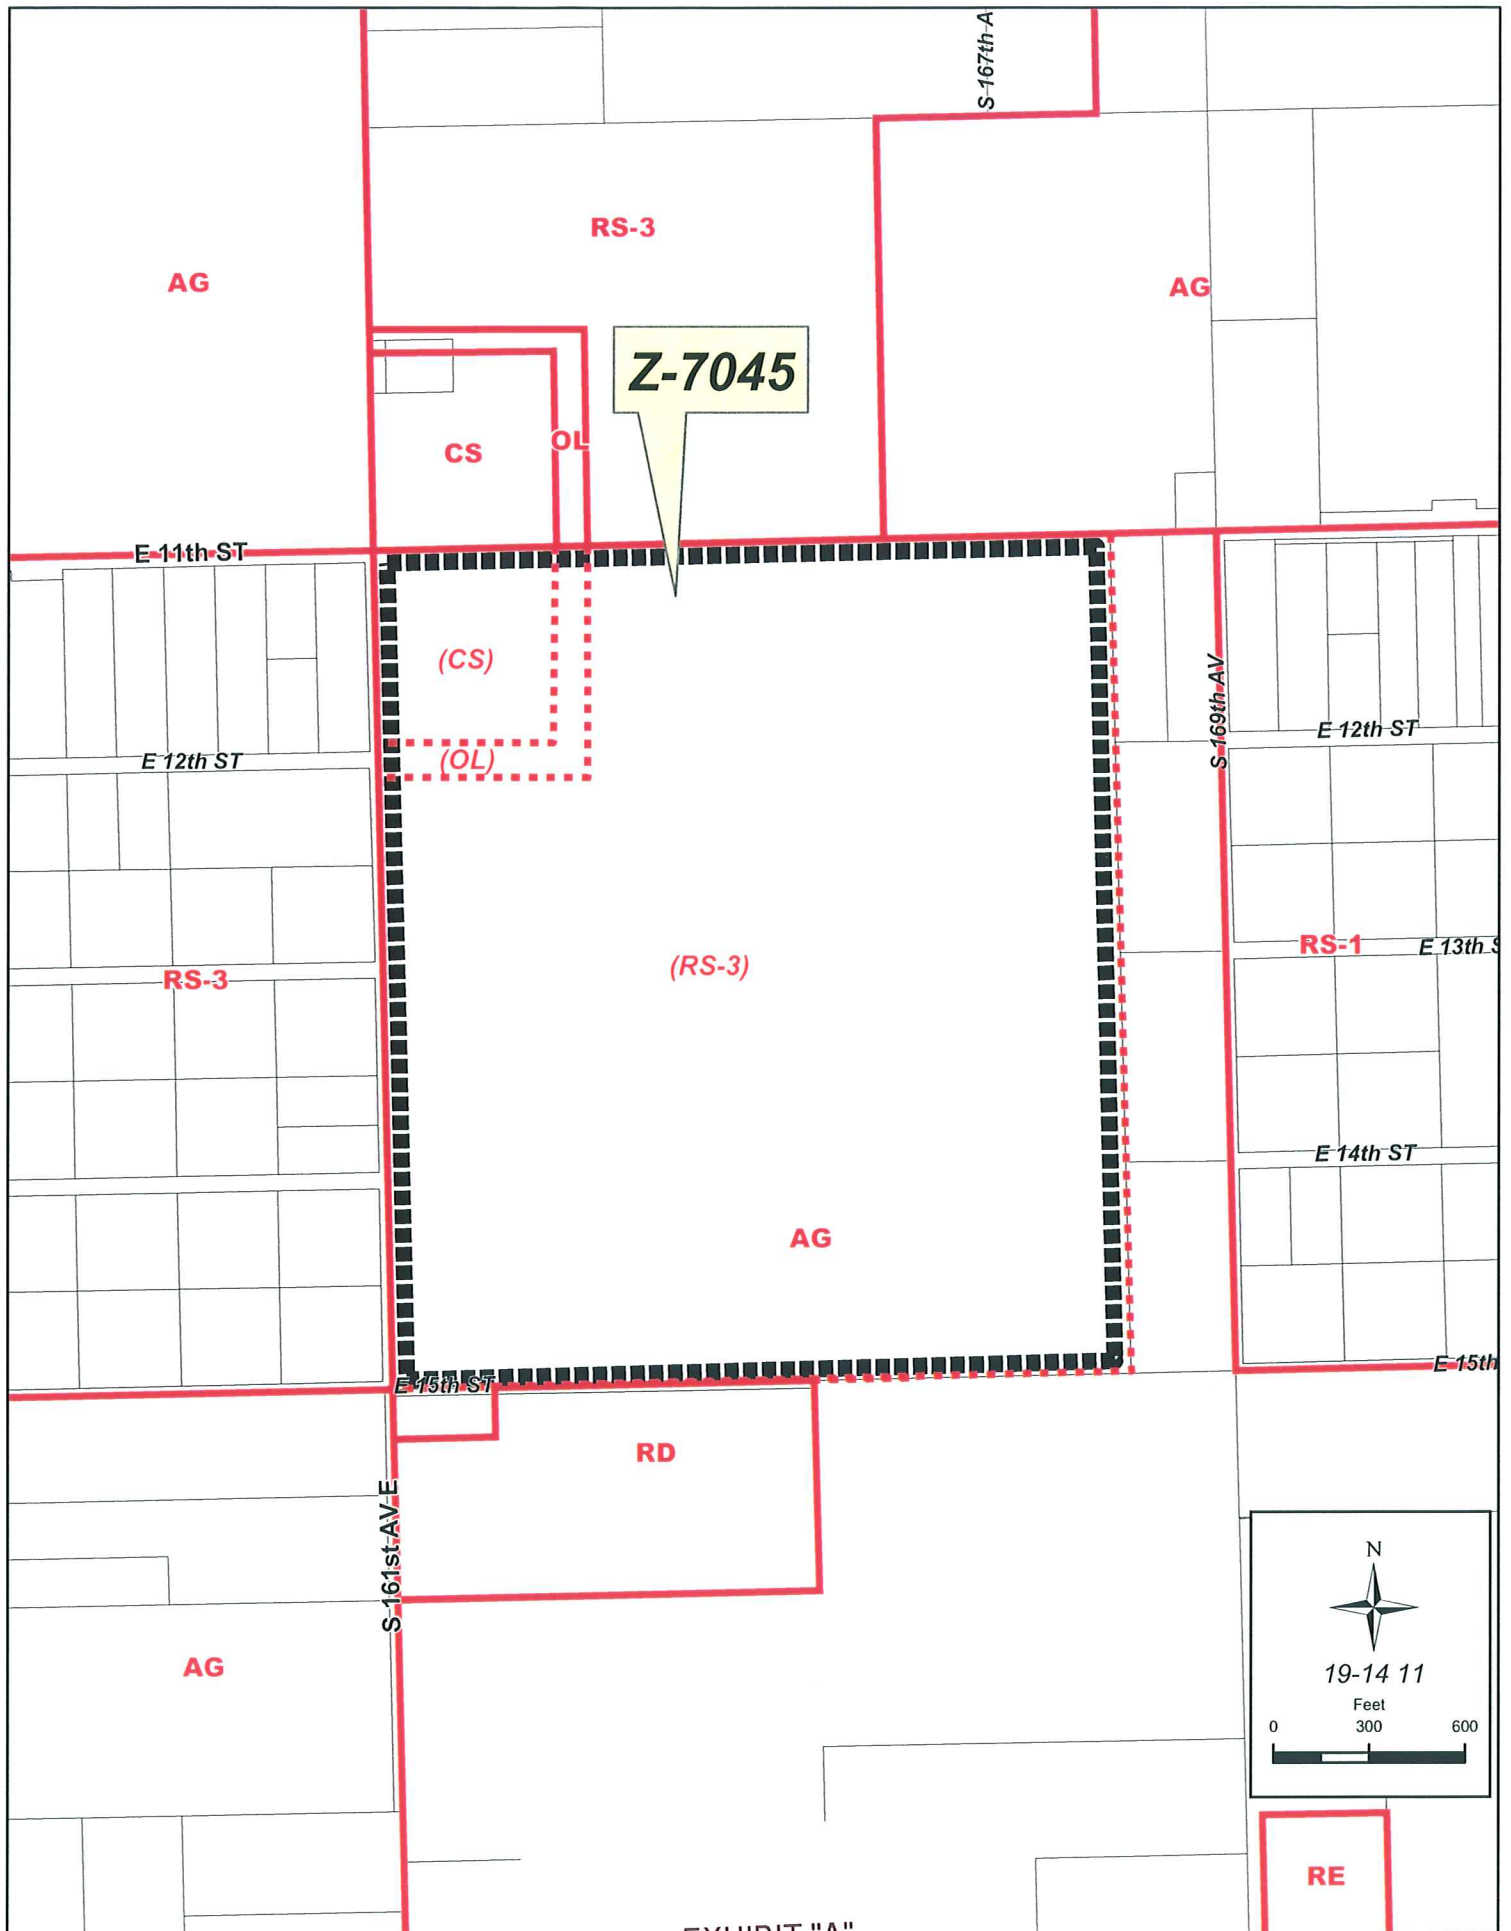 S 167th A
RS-3
AG
AG
Z-7045
CS
OL
E 11th ST
(CS)
S 169th AV
E 12th ST
E 12th ST
(OL)
(RS-3)
RS-1
E 13th S
RS-3
E 14th ST
AG
E 15th
E 15th ST
RD
S 161st AV E
N
19-14 11
Feet
0 300 600
AG
RE
EXHIBIT "A"